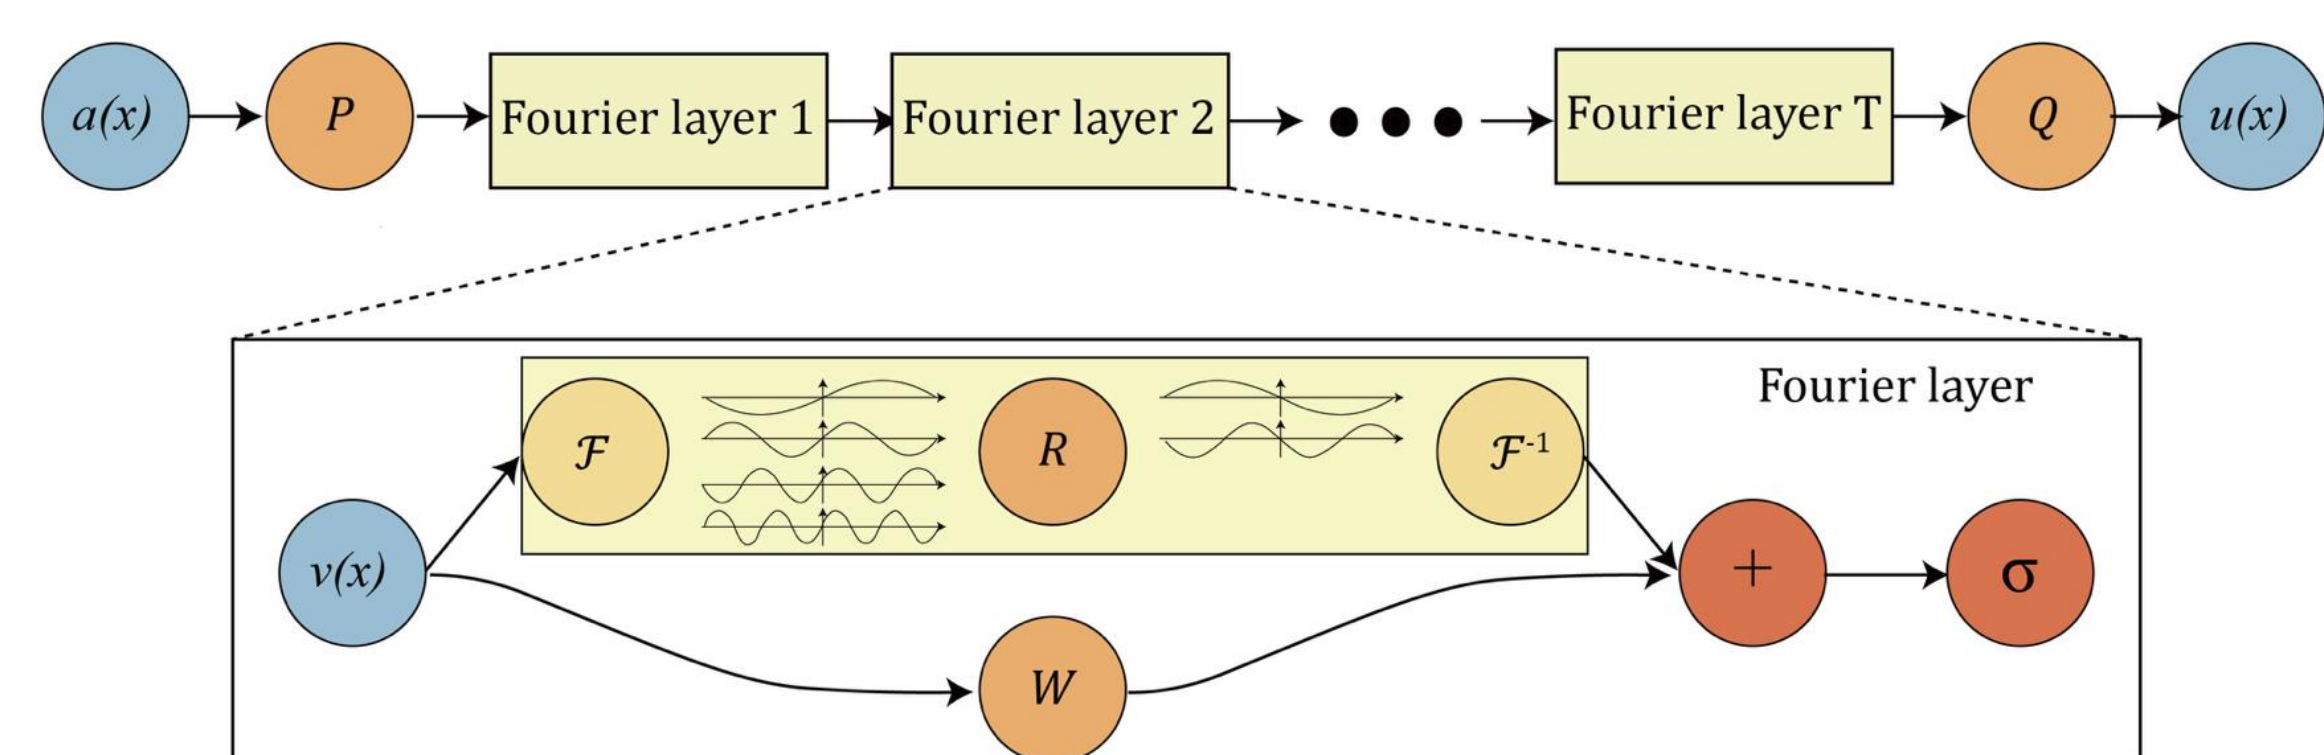 a(x) P Fourier layer 1 Fourier layer 2 ••• Fourier layer T Q u(x)
Fourier layer
ℱ R ℱ⁻¹
v(x) + σ
W